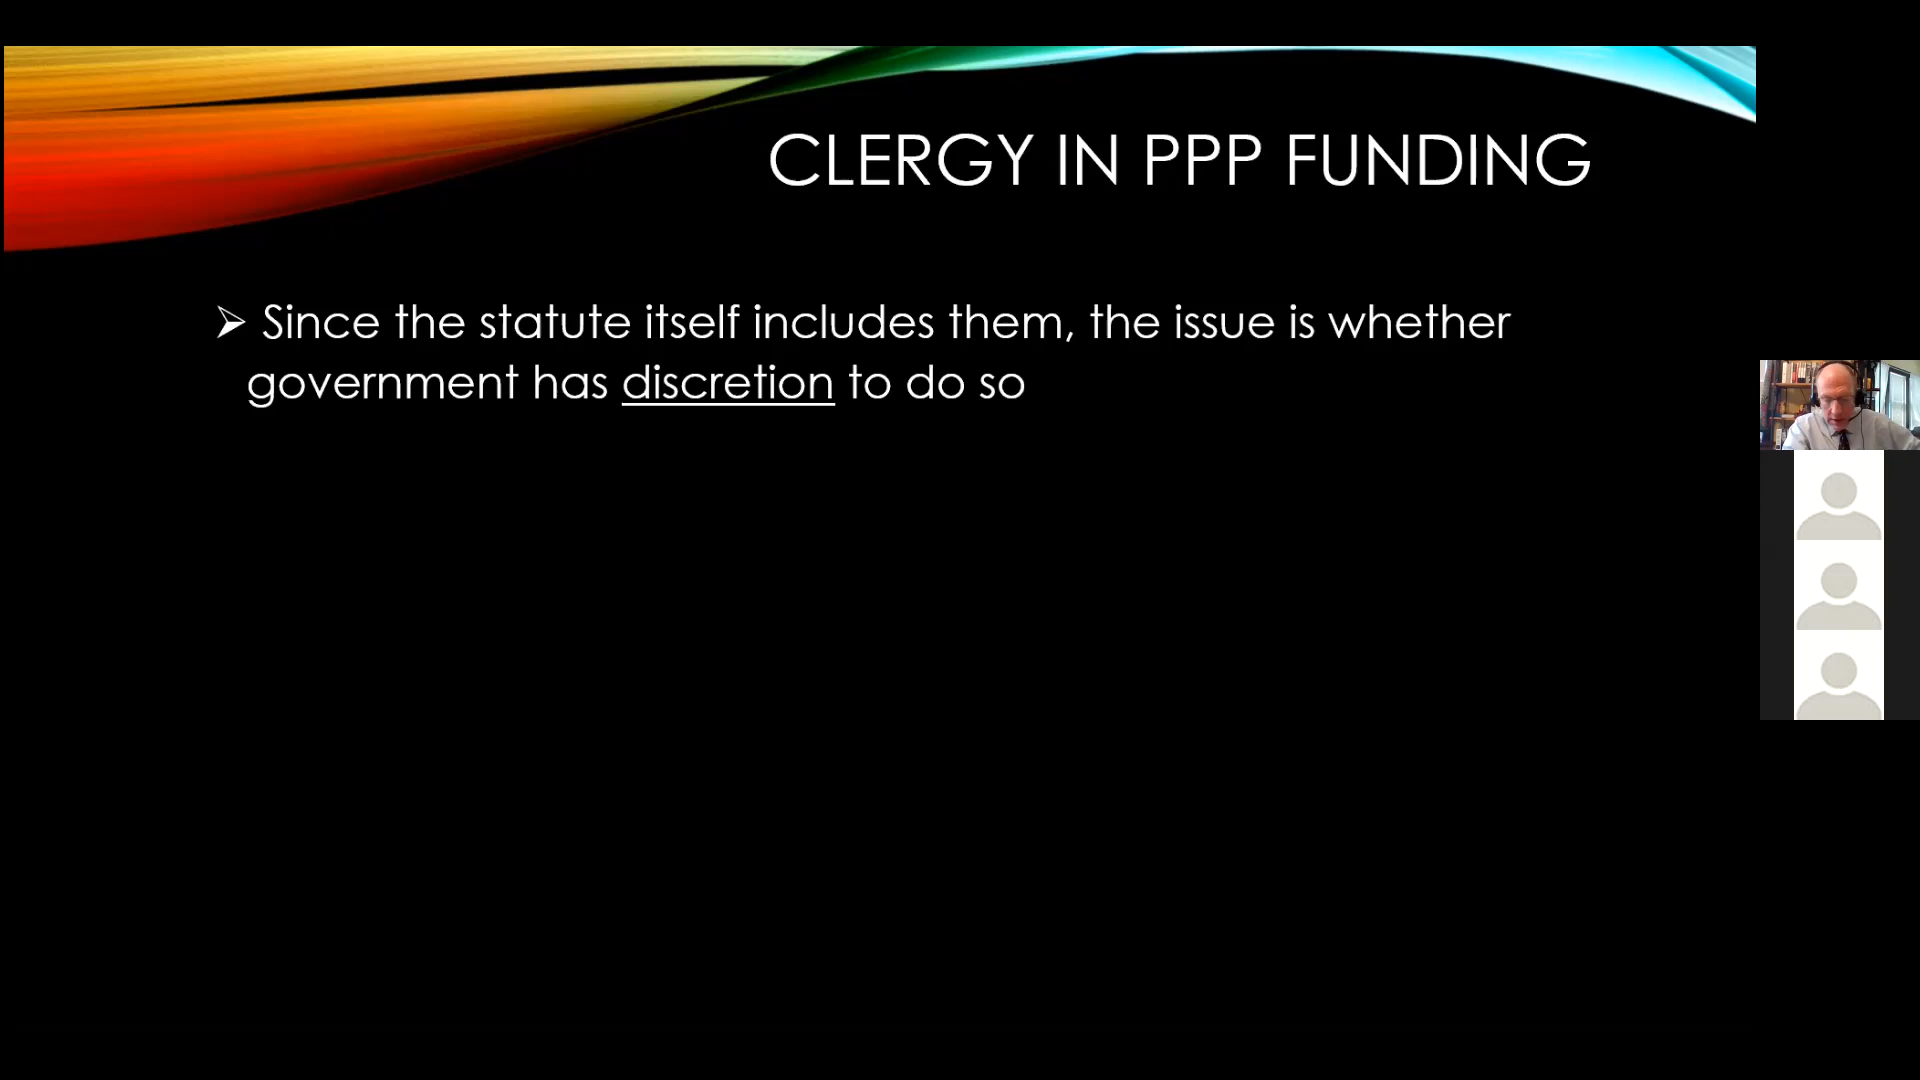 CLERGY IN PPP FUNDING
➢ Since the statute itself includes them, the issue is whether
government has discretion to do so